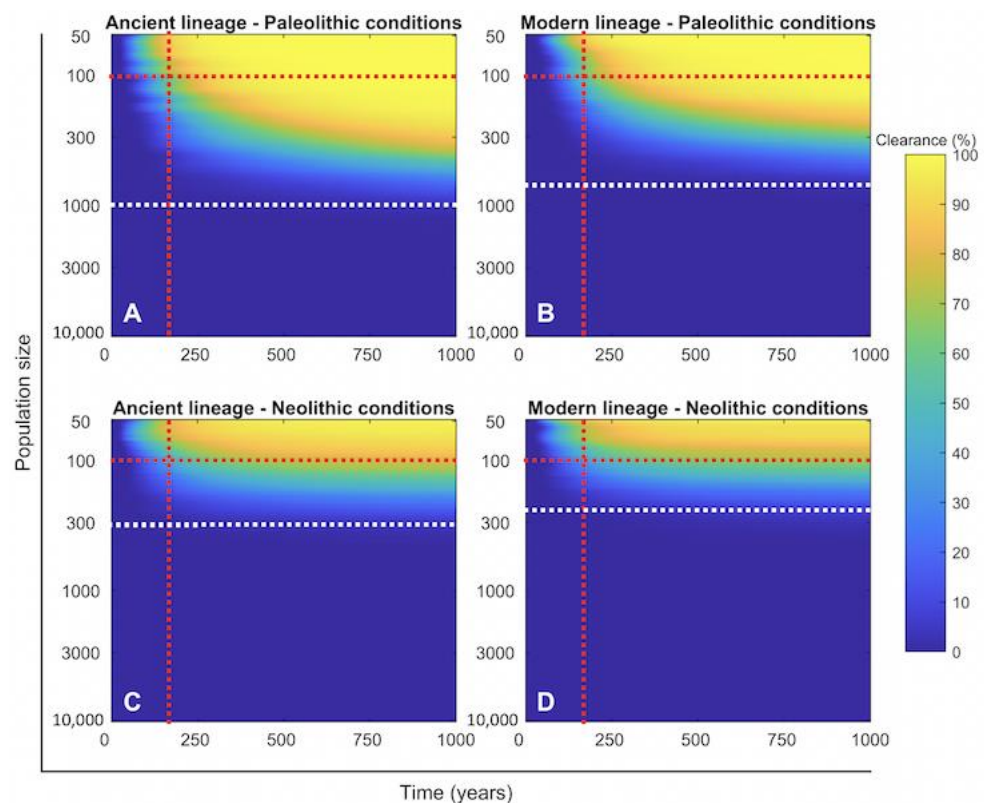 Ancient lineage - Paleolithic conditions
Modern lineage - Paleolithic conditions
50
100
300
1000
3000
10,000
A
0 250 500 750 1000
50
100
300
1000
3000
10,000
B
0 250 500 750 1000
Clearance (%)
100
90
80
70
60
50
40
30
20
10
0
Population size
Ancient lineage - Neolithic conditions
Modern lineage - Neolithic conditions
50
100
300
1000
3000
10,000
C
0 250 500 750 1000
50
100
300
1000
3000
10,000
D
0 250 500 750 1000
Time (years)